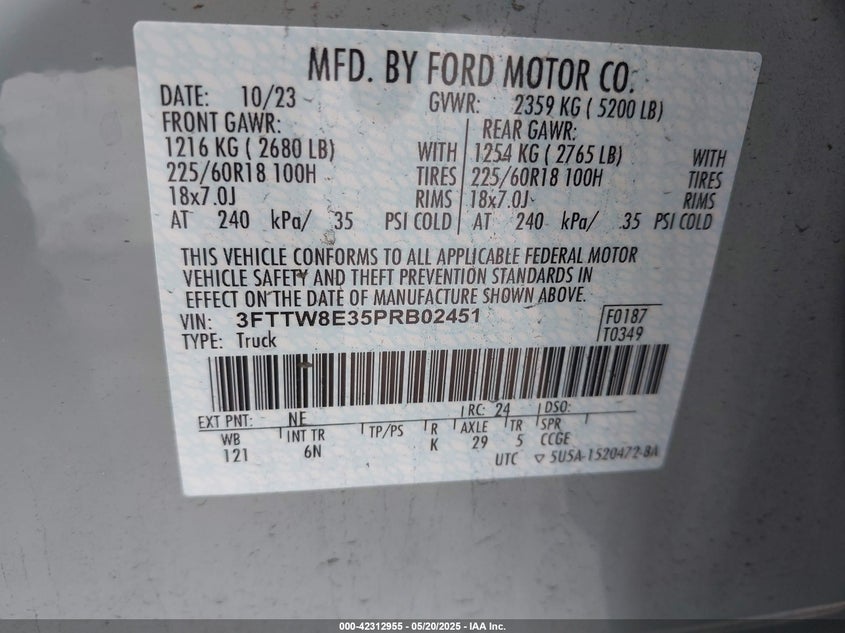 MFD. BY FORD MOTOR CO.
DATE: 10/23 GVWR: 2359 KG ( 5200 LB)
FRONT GAWR: REAR GAWR:
1216 KG ( 2680 LB) WITH 1254 KG ( 2765 LB) WITH
225/60R18 100H TIRES 225/60R18 100H TIRES
18x7.0J RIMS 18x7.0J RIMS
AT 240 kPa/ 35 PSI COLD AT 240 kPa/ 35 PSI COLD
THIS VEHICLE CONFORMS TO ALL APPLICABLE FEDERAL MOTOR
VEHICLE SAFETY AND THEFT PREVENTION STANDARDS IN
EFFECT ON THE DATE OF MANUFACTURE SHOWN ABOVE.
VIN: 3FTTW8E35PRB02451 F0187
TYPE: Truck T0349
EXT PNT: NE RC: 24 DSO:
WB INT TR TP/PS R AXLE TR SPR
121 6N K 29 5 CCGE
UTC ▽ 5U5A-1520472-BA
000-42312955 - 05/20/2025 - IAA Inc.